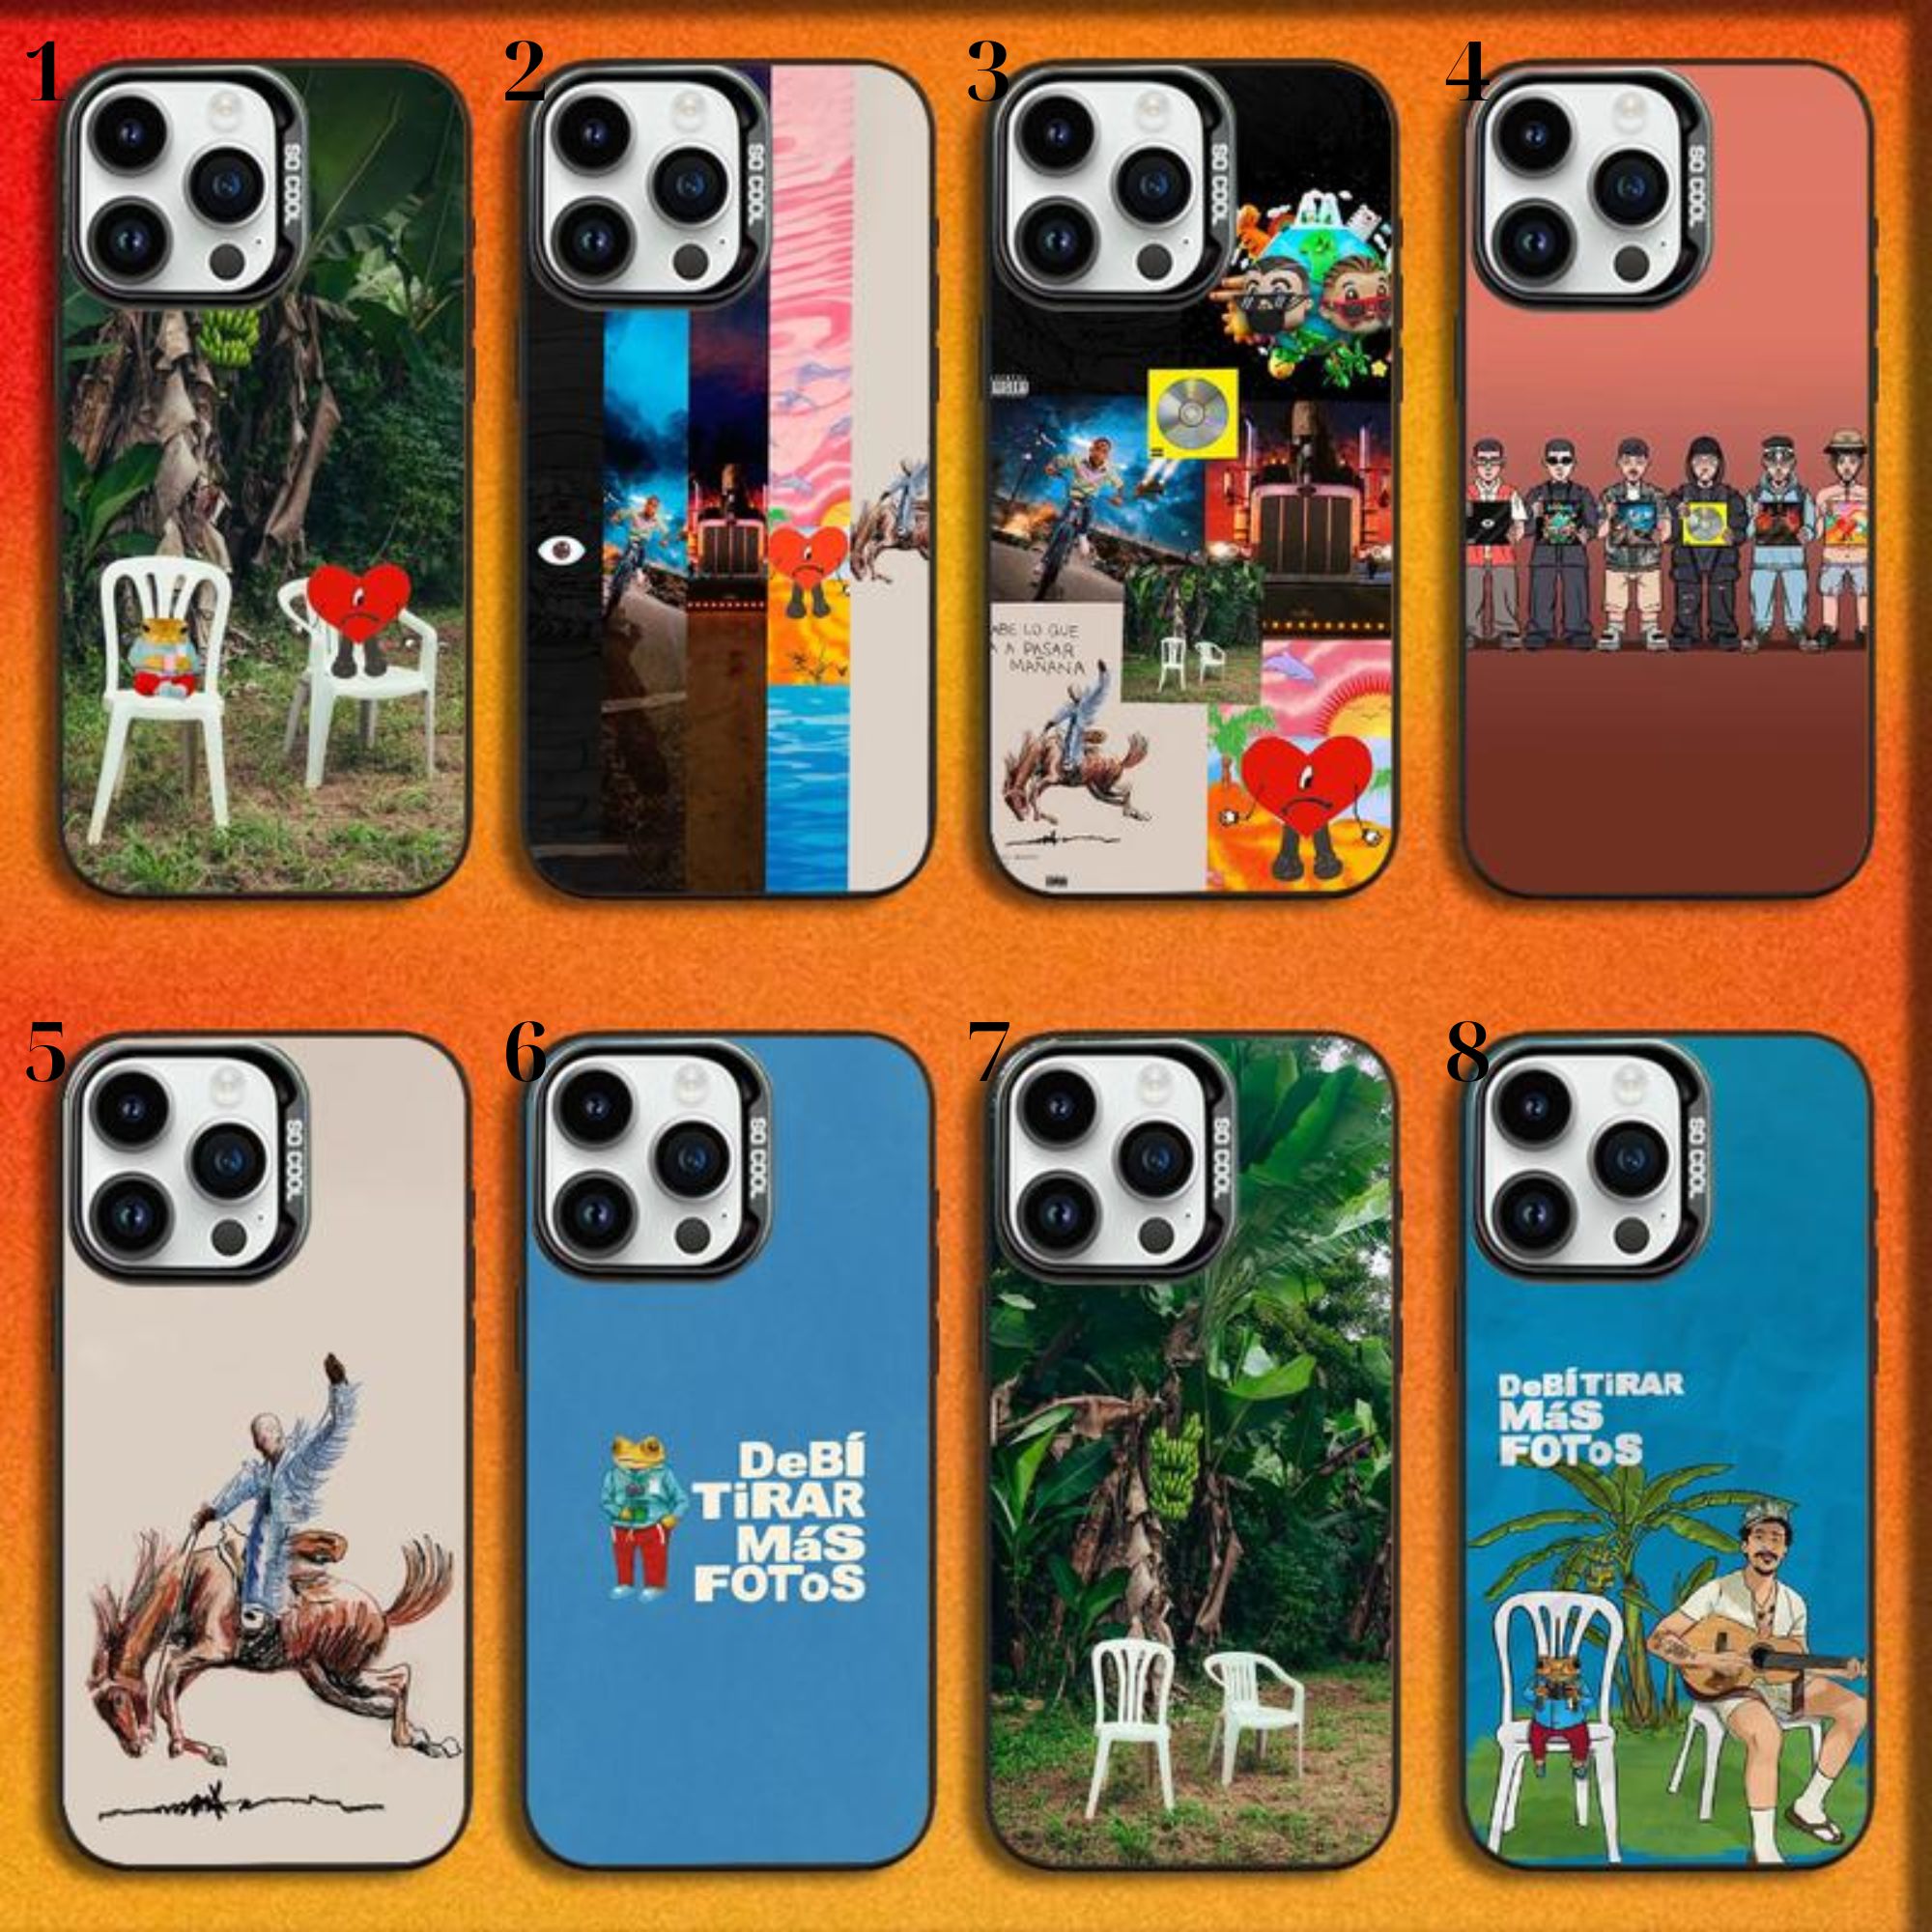 1
2
3
4
SO COOL
SO COOL
SO COOL
SO COOL
ABE LO QUE
A A PASAR
MAÑANA
5
6
7
8
SO COOL
SO COOL
SO COOL
SO COOL
DeBÍ
TiRAR
MáS
FOToS
DeBÍ TiRAR
MáS
FOToS